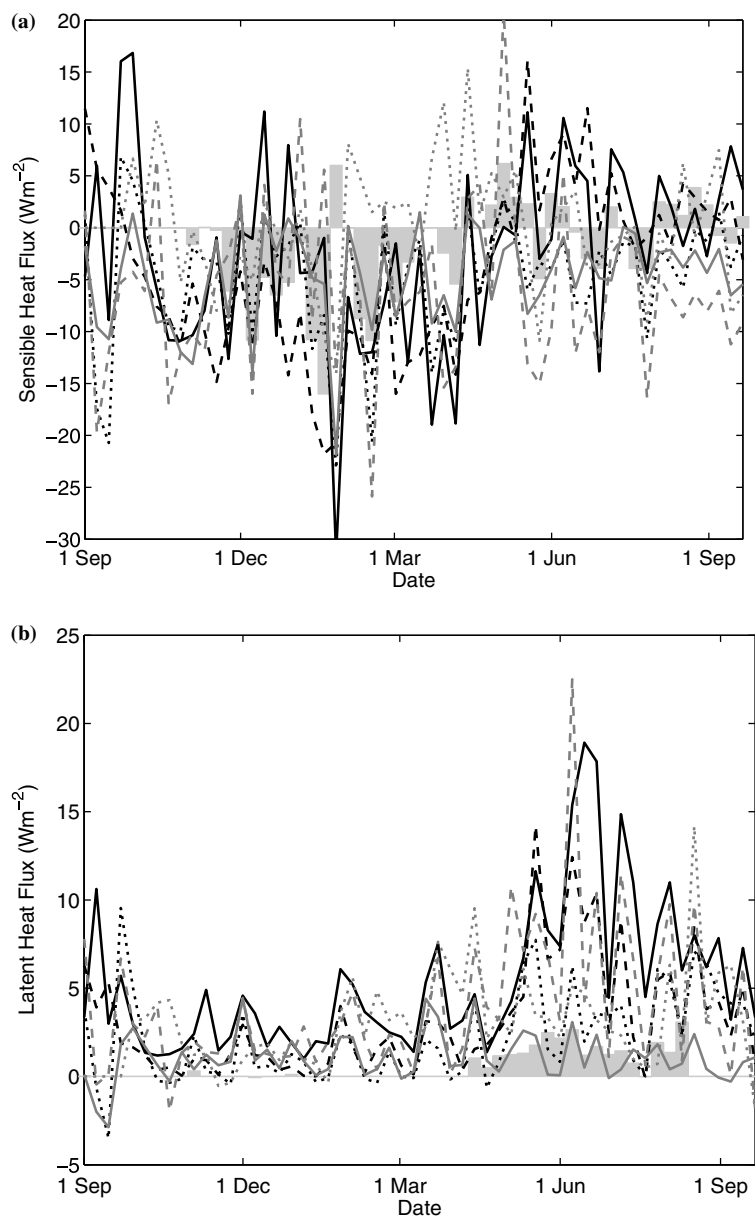 (a)
20
15
10
5
0
−5
−10
−15
−20
−25
−30
Sensible Heat Flux (Wm−2)
1 Sep 1 Dec 1 Mar 1 Jun 1 Sep
Date
(b)
25
20
15
10
5
0
−5
Latent Heat Flux (Wm−2)
1 Sep 1 Dec 1 Mar 1 Jun 1 Sep
Date